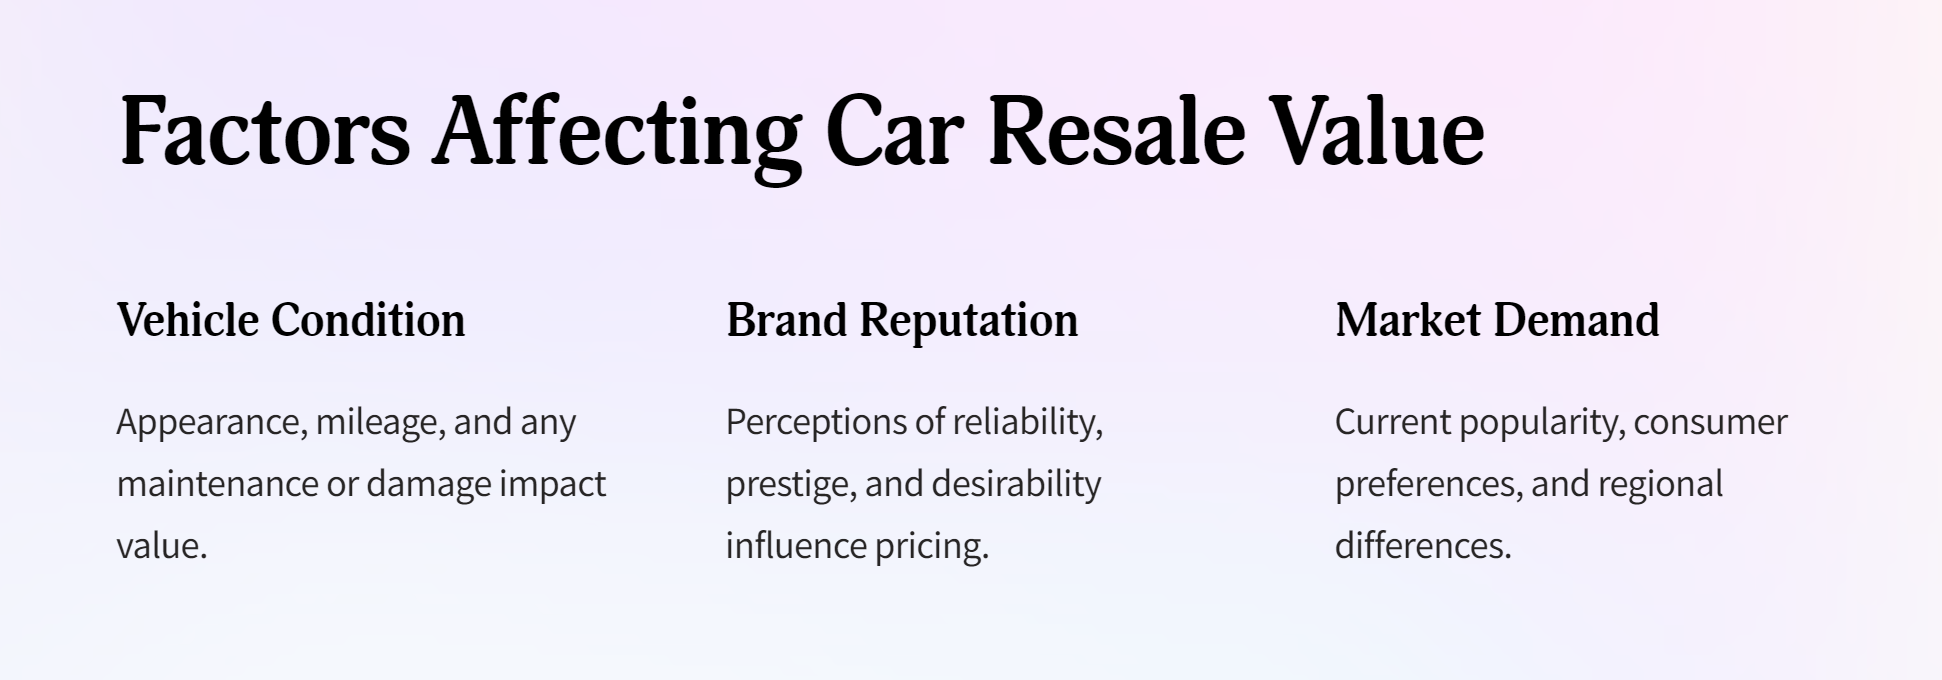 Factors Affecting Car Resale Value
Vehicle Condition
Appearance, mileage, and any
maintenance or damage impact
value.
Brand Reputation
Perceptions of reliability,
prestige, and desirability
influence pricing.
Market Demand
Current popularity, consumer
preferences, and regional
differences.